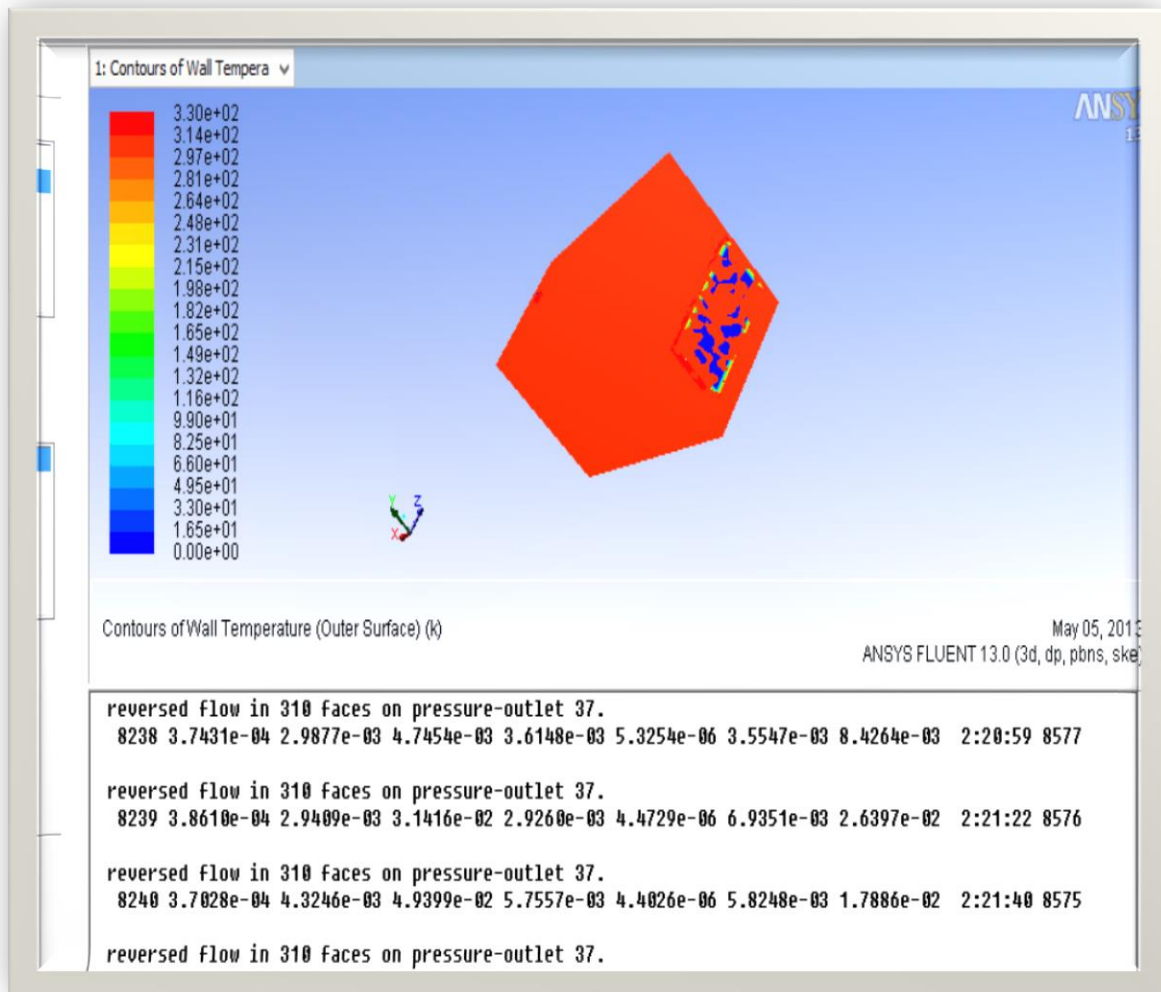 1: Contours of Wall Tempera
ANSY
13
3.30e+02
3.14e+02
2.97e+02
2.81e+02
2.64e+02
2.48e+02
2.31e+02
2.15e+02
1.98e+02
1.82e+02
1.65e+02
1.49e+02
1.32e+02
1.16e+02
9.90e+01
8.25e+01
6.60e+01
4.95e+01
3.30e+01
1.65e+01
0.00e+00
Y Z
X
Contours of Wall Temperature (Outer Surface) (k)
May 05, 2013
ANSYS FLUENT 13.0 (3d, dp, pbns, ske)
reversed flow in 310 faces on pressure-outlet 37.
8238 3.7431e-04 2.9877e-03 4.7454e-03 3.6148e-03 5.3254e-06 3.5547e-03 8.4264e-03 2:20:59 8577
reversed flow in 310 faces on pressure-outlet 37.
8239 3.8610e-04 2.9409e-03 3.1416e-02 2.9260e-03 4.4729e-06 6.9351e-03 2.6397e-02 2:21:22 8576
reversed flow in 310 faces on pressure-outlet 37.
8240 3.7028e-04 4.3246e-03 4.9399e-02 5.7557e-03 4.4026e-06 5.8248e-03 1.7886e-02 2:21:40 8575
reversed flow in 310 faces on pressure-outlet 37.